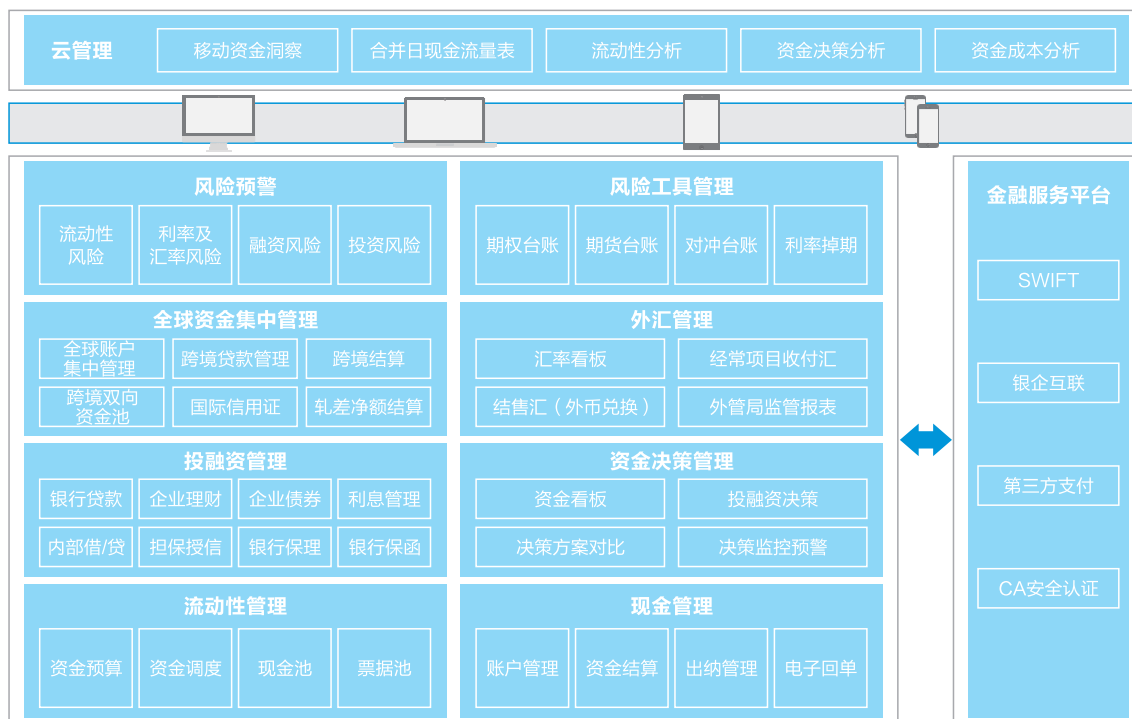 云管理
移动资金洞察
合并日现金流量表
流动性分析
资金决策分析
资金成本分析
风险预警
流动性
风险
利率及
汇率风险
融资风险
投资风险
风险工具管理
期权台账
期货台账
对冲台账
利率掉期
全球资金集中管理
全球账户
集中管理
跨境贷款管理
跨境结算
跨境双向
资金池
国际信用证
轧差净额结算
外汇管理
汇率看板
经常项目收付汇
结售汇（外币兑换）
外管局监管报表
投融资管理
银行贷款
企业理财
企业债券
利息管理
内部借/贷
担保授信
银行保理
银行保函
资金决策管理
资金看板
投融资决策
决策方案对比
决策监控预警
流动性管理
资金预算
资金调度
现金池
票据池
现金管理
账户管理
资金结算
出纳管理
电子回单
金融服务平台
SWIFT
银企互联
第三方支付
CA安全认证